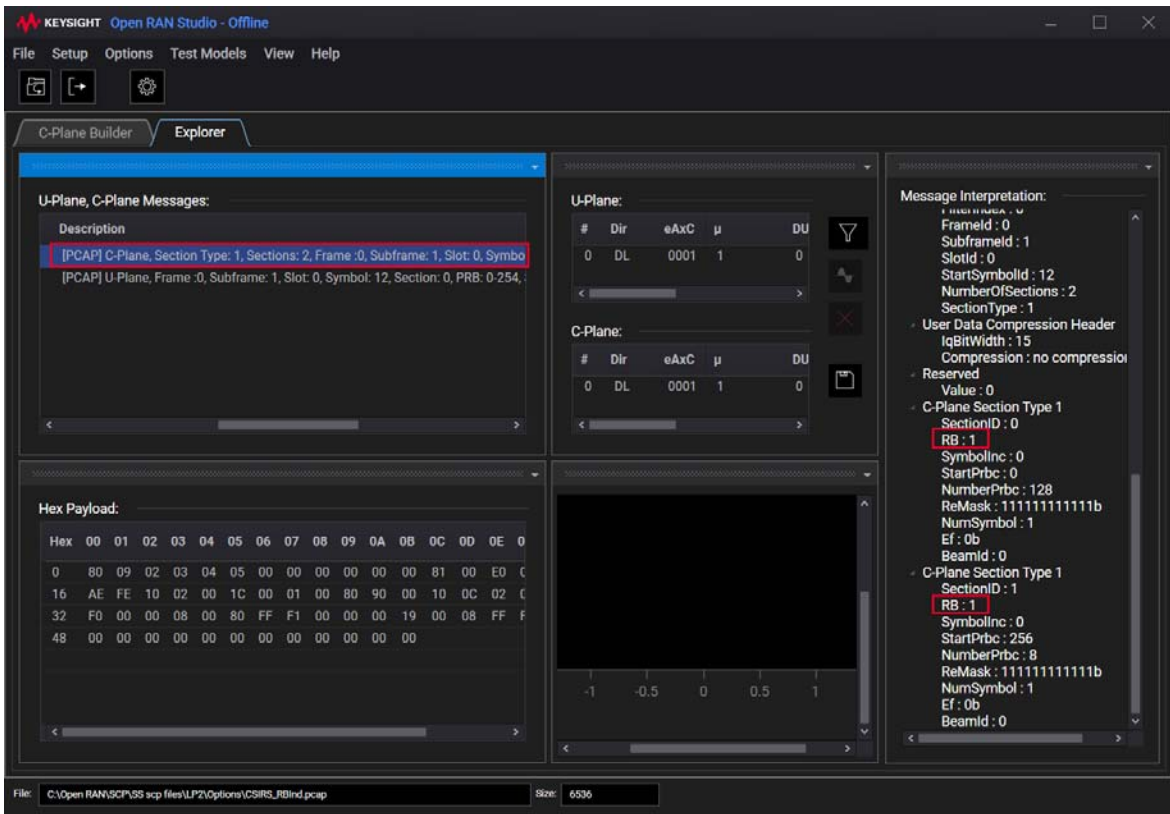 KEYSIGHT Open RAN Studio - Offline
File Setup Options Test Models View Help
C-Plane Builder Explorer
U-Plane, C-Plane Messages:
Description
[PCAP] C-Plane, Section Type: 1, Sections: 2, Frame :0, Subframe: 1, Slot: 0, Symbo
[PCAP] U-Plane, Frame :0, Subframe: 1, Slot: 0, Symbol: 12, Section: 0, PRB: 0-254,
U-Plane:
# Dir eAxC μ DU
0 DL 0001 1 0
C-Plane:
# Dir eAxC μ DU
0 DL 0001 1 0
Hex Payload:
Hex 00 01 02 03 04 05 06 07 08 09 0A 0B 0C 0D 0E 0
0 80 09 02 03 04 05 00 00 00 00 00 00 81 00 E0
16 AE FE 10 02 00 1C 00 01 00 80 90 00 10 0C 02
32 F0 00 00 08 00 80 FF F1 00 00 00 19 00 08 FF F
48 00 00 00 00 00 00 00 00 00 00 00 00
-1 -0.5 0 0.5 1
Message Interpretation:
FilterIndex : 0
FrameId : 0
SubframeId : 1
SlotId : 0
StartSymbolId : 12
NumberOfSections : 2
SectionType : 1
User Data Compression Header
IqBitWidth : 15
Compression : no compression
Reserved
Value : 0
C-Plane Section Type 1
SectionID : 0
RB : 1
SymbolInc : 0
StartPrbc : 0
NumberPrbc : 128
ReMask : 111111111111b
NumSymbol : 1
Ef : 0b
BeamId : 0
C-Plane Section Type 1
SectionID : 1
RB : 1
SymbolInc : 0
StartPrbc : 256
NumberPrbc : 8
ReMask : 111111111111b
NumSymbol : 1
Ef : 0b
BeamId : 0
File: C:\Open RAN\SCP\SS scp files\LP2\Options\CSIRS_RBInd.pcap Size: 6536